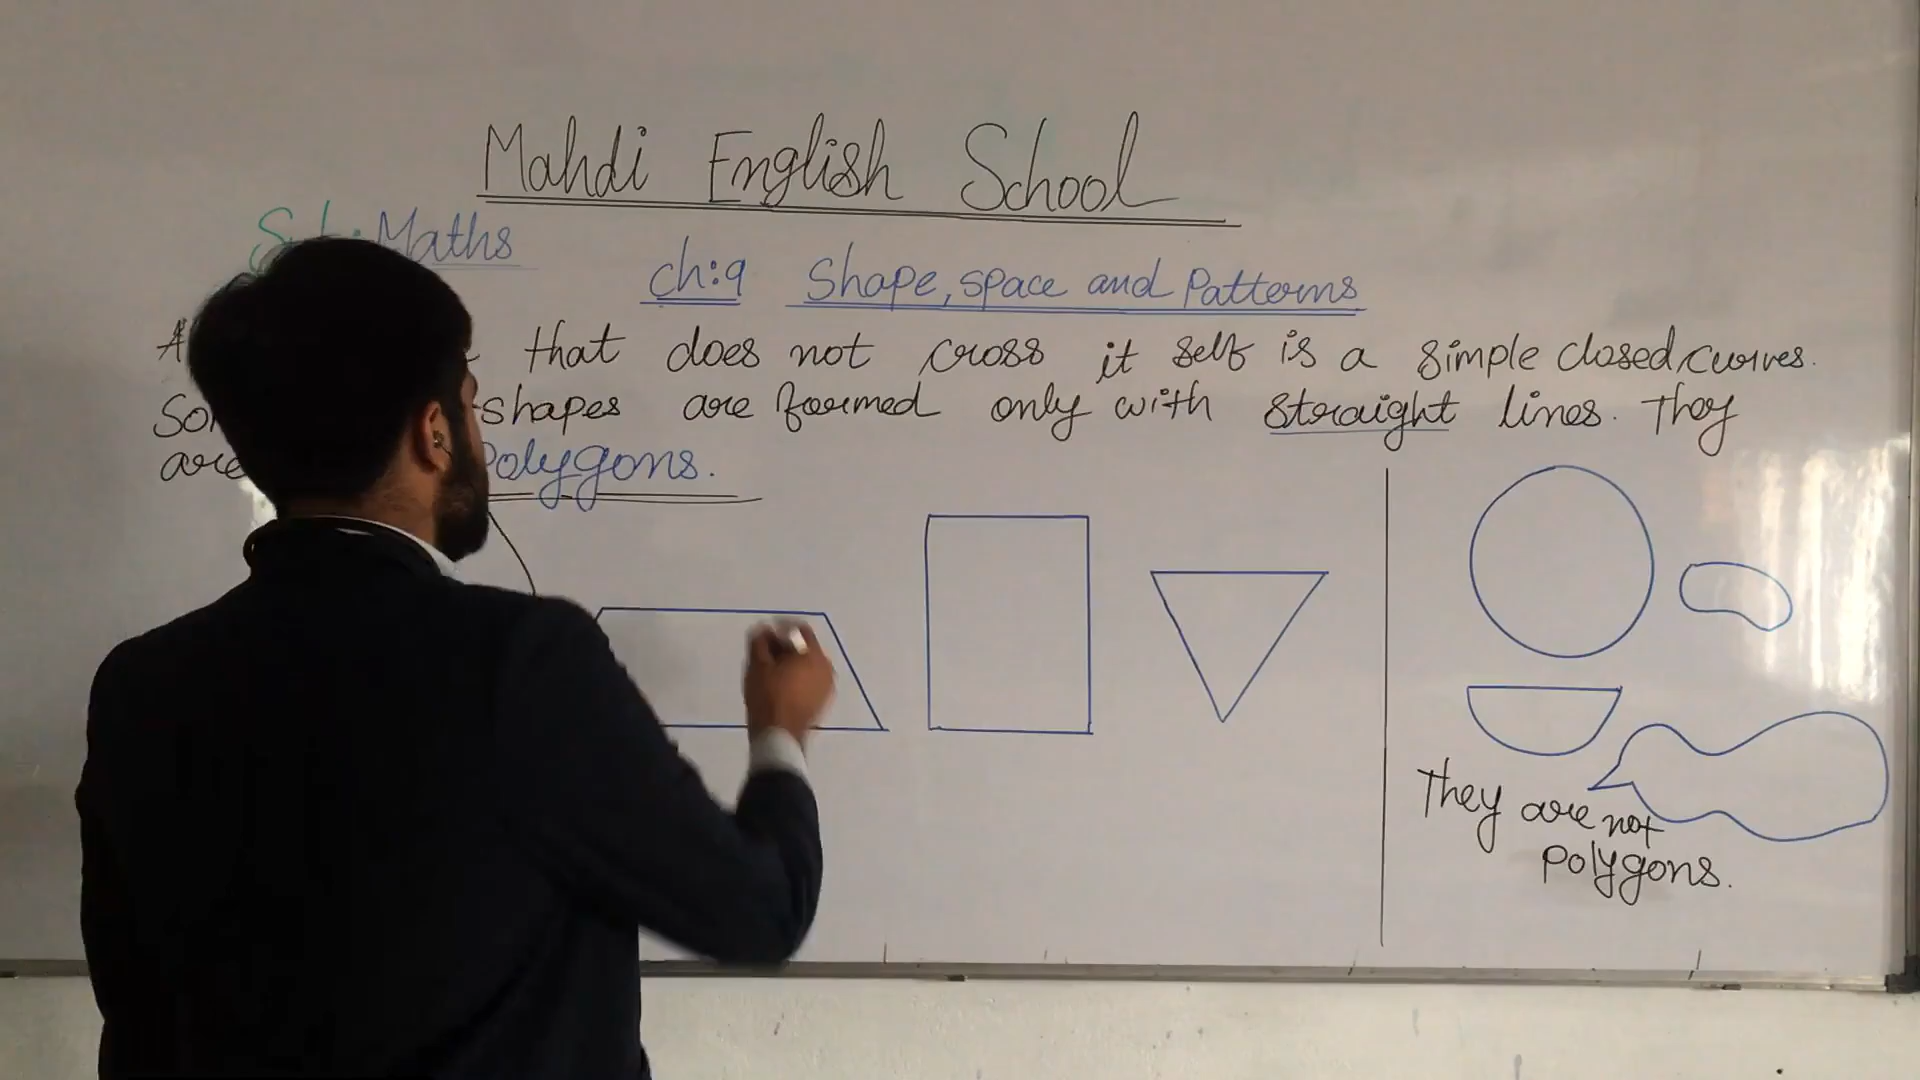 Mahdi English School
Maths
ch:9 Shape, space and Patterns
that does not cross it self is a simple closed curves.
shapes are formed only with straight lines. They
are Polygons.
They are not
polygons.